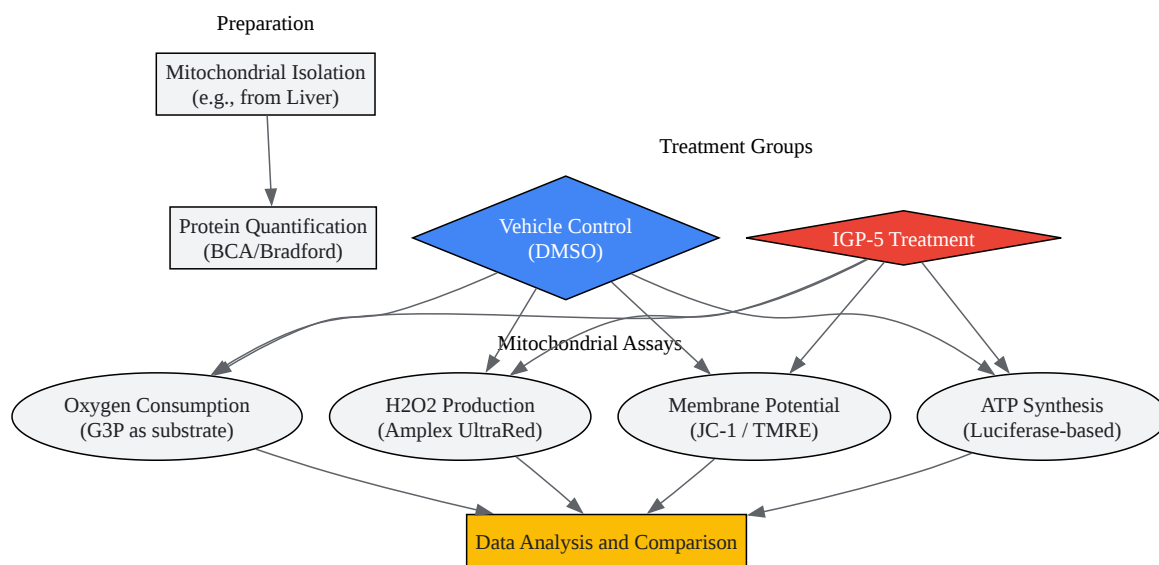 Preparation
Mitochondrial Isolation
(e.g., from Liver)
Treatment Groups
Protein Quantification
(BCA/Bradford)
Vehicle Control
(DMSO)
IGP-5 Treatment
Mitochondrial Assays
Oxygen Consumption
(G3P as substrate)
H2O2 Production
(Amplex UltraRed)
Membrane Potential
(JC-1 / TMRE)
ATP Synthesis
(Luciferase-based)
Data Analysis and Comparison